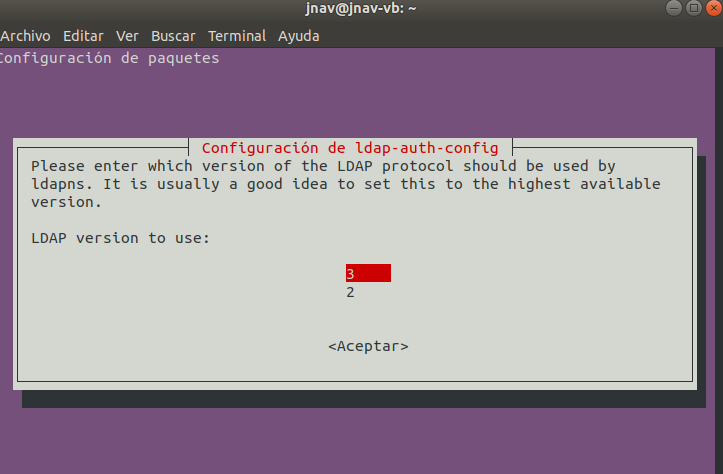 jnav@jnav-vb: ~
Archivo Editar Ver Buscar Terminal Ayuda
Configuración de paquetes
Configuración de ldap-auth-config
Please enter which version of the LDAP protocol should be used by
ldapns. It is usually a good idea to set this to the highest available
version.
LDAP version to use:
3
2
<Aceptar>